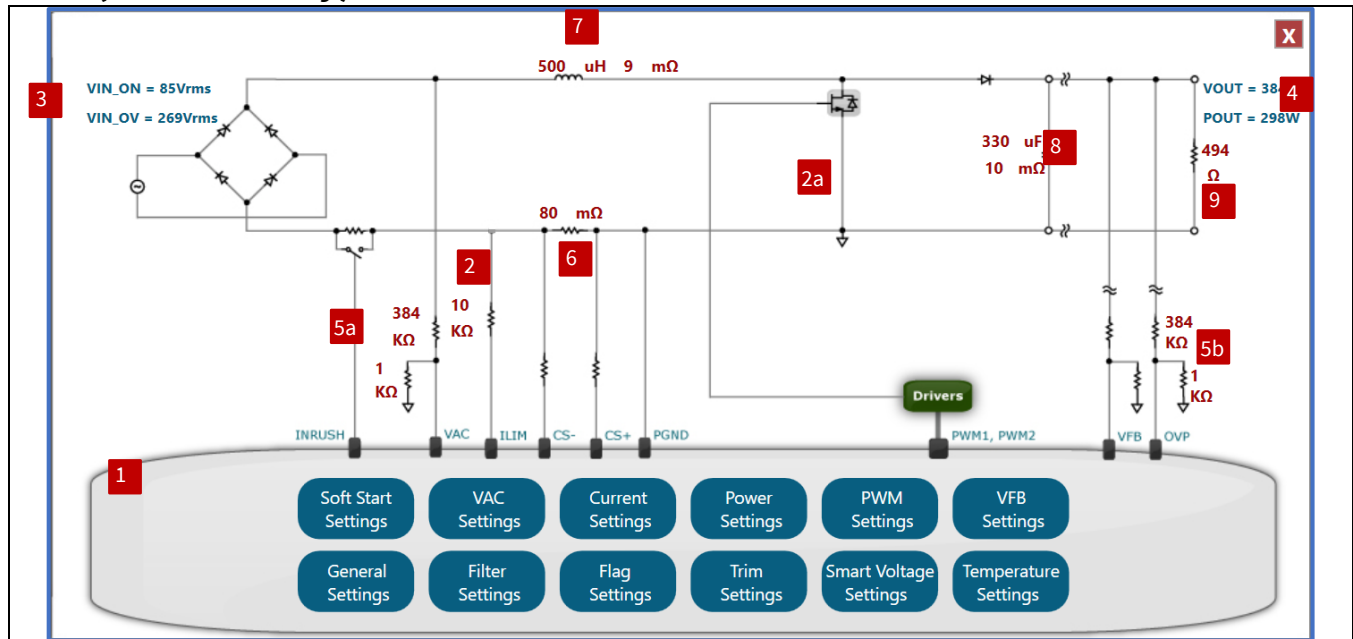 7
X
500 uH 9 mΩ
3
VIN_ON = 85Vrms
VIN_OV = 269Vrms
4
POUT = 298W
330 uF
10 mΩ
8
2a
494
Ω
9
80 mΩ
6
2
5a
384
KΩ
10
KΩ
1
KΩ
384
KΩ
5b
1
KΩ
Drivers
INRUSH
VAC
ILIM
CS-
CS+
PGND
PWM1, PWM2
VFB
OVP
1
Soft Start
Settings
VAC
Settings
Current
Settings
Power
Settings
PWM
Settings
VFB
Settings
General
Settings
Filter
Settings
Flag
Settings
Trim
Settings
Smart Voltage
Settings
Temperature
Settings
VOUT =